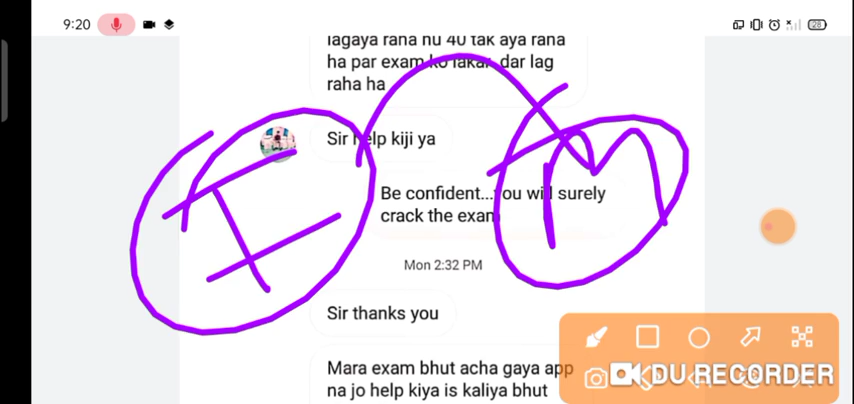 9:20
28
lagaya raha hu 40 tak aya raha
ha par exam ko lakar dar lag
raha ha
Sir help kiji ya
Be confident...you will surely
crack the exam
I
M
Mon 2:32 PM
Sir thanks you
Mara exam bhut acha gaya app
na jo help kiya is kaliya bhut
DU RECORDER